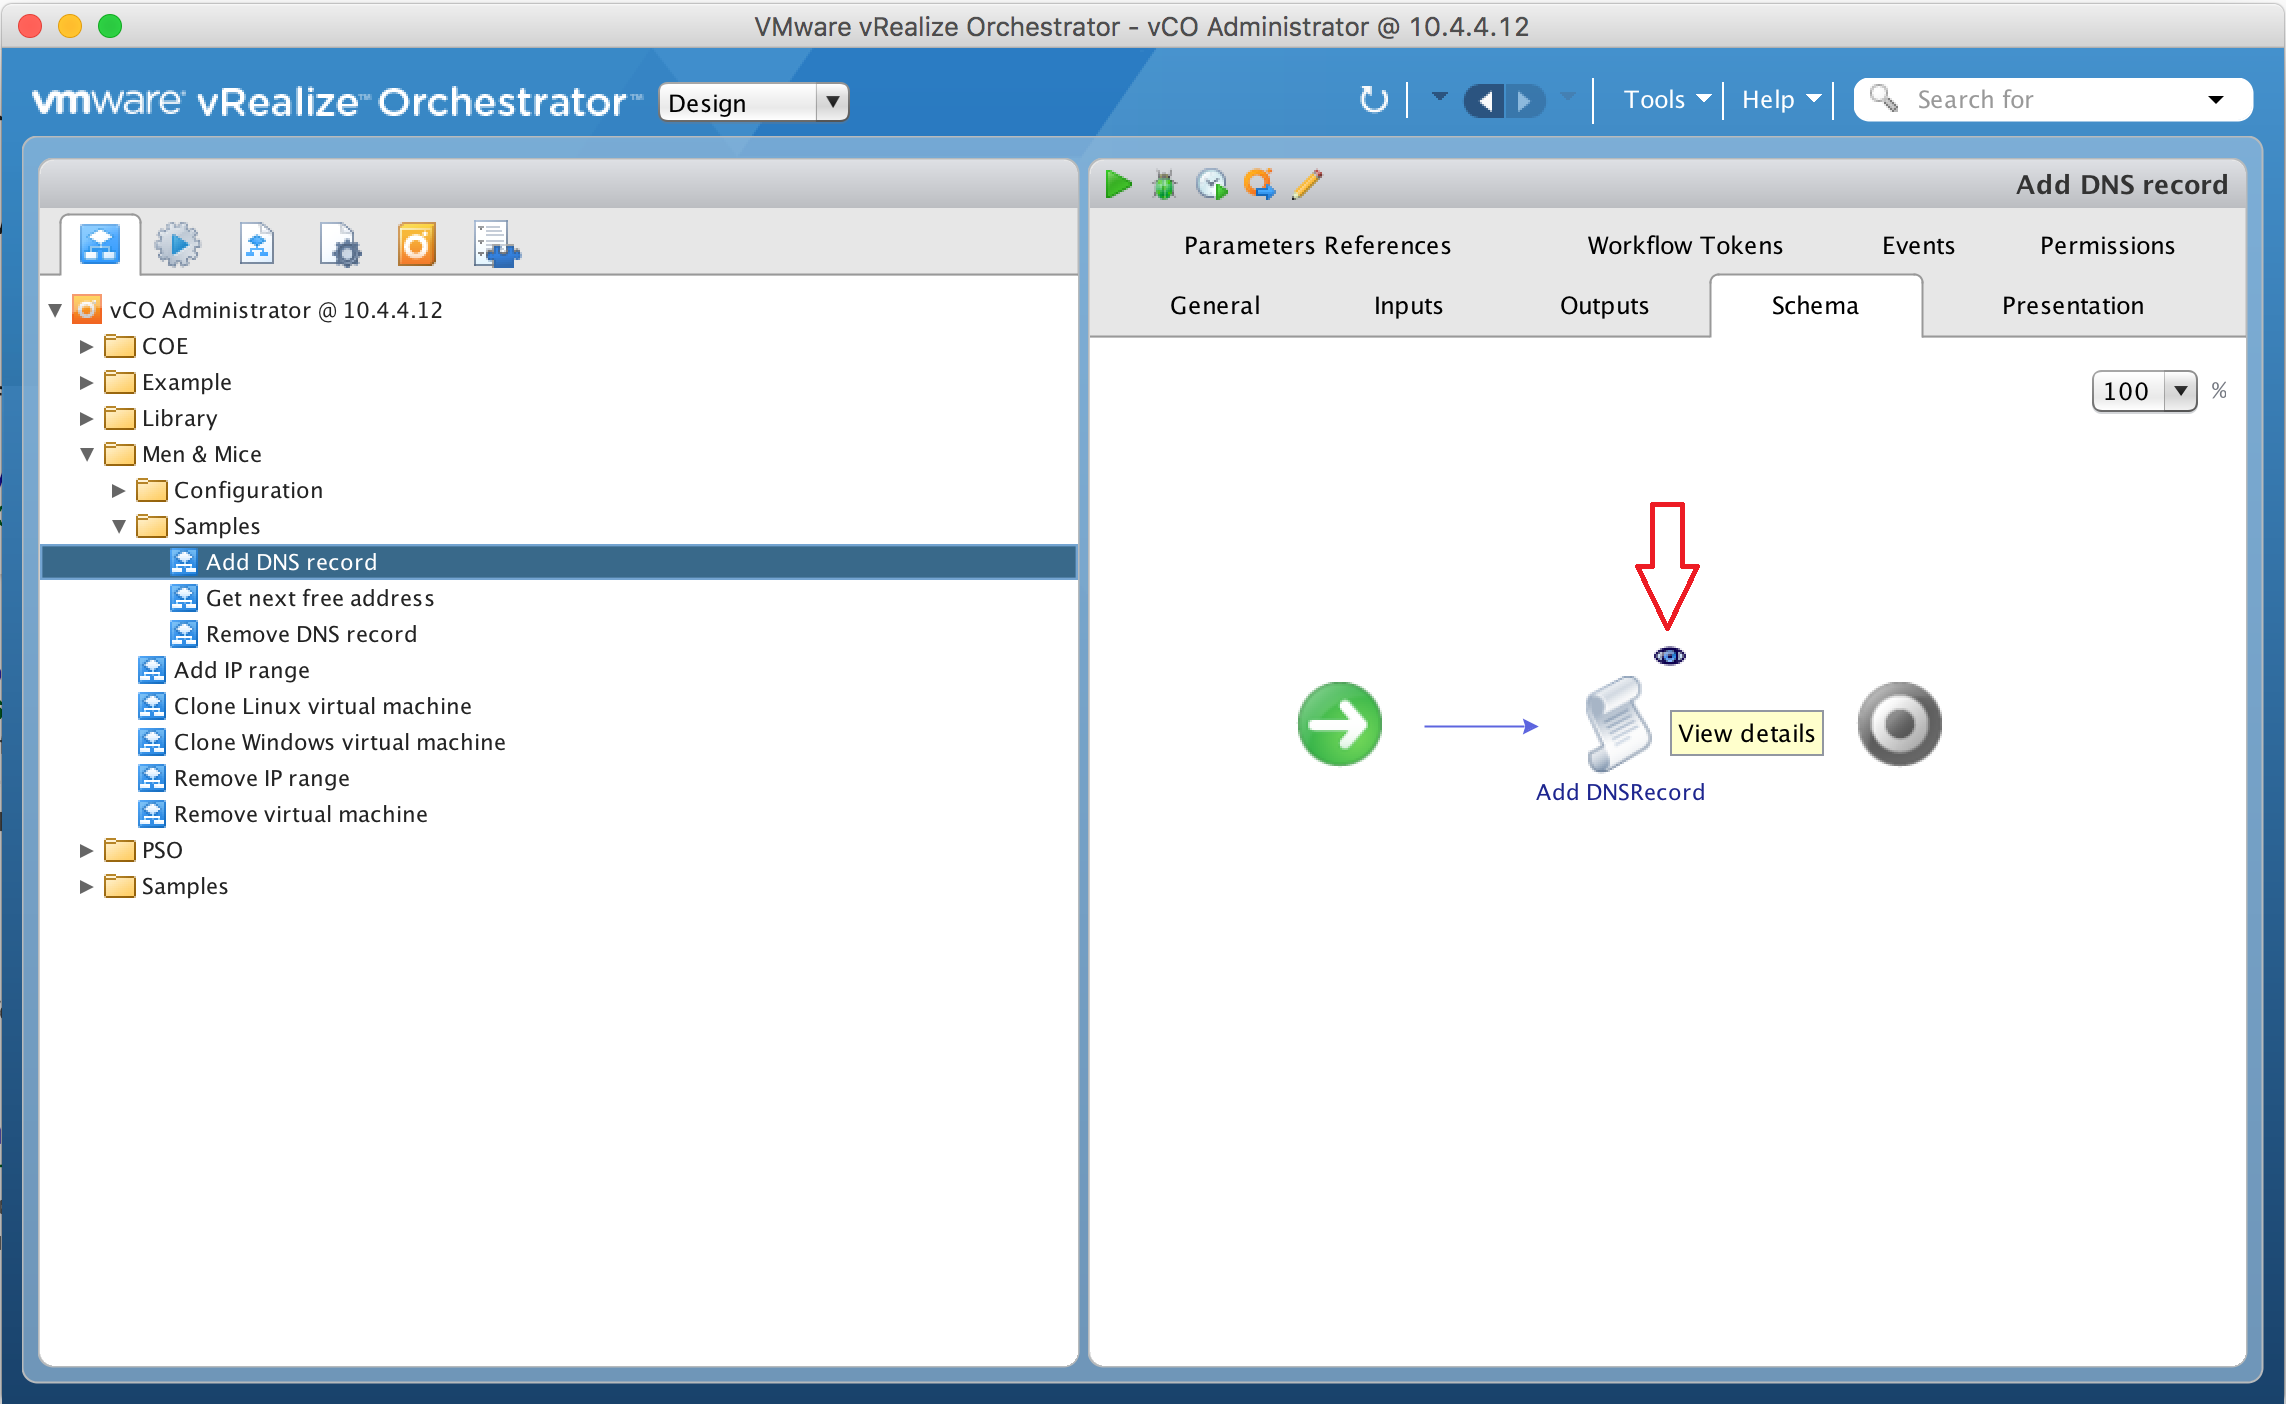 VMware vRealize Orchestrator - vCO Administrator @ 10.4.4.12
vmware vRealize™ Orchestrator™
Design
Tools
Help
Search for
Add DNS record
Parameters References
Workflow Tokens
Events
Permissions
General
Inputs
Outputs
Schema
Presentation
vCO Administrator @ 10.4.4.12
COE
Example
Library
Men & Mice
Configuration
Samples
Add DNS record
Get next free address
Remove DNS record
Add IP range
Clone Linux virtual machine
Clone Windows virtual machine
Remove IP range
Remove virtual machine
PSO
Samples
100 %
View details
Add DNSRecord